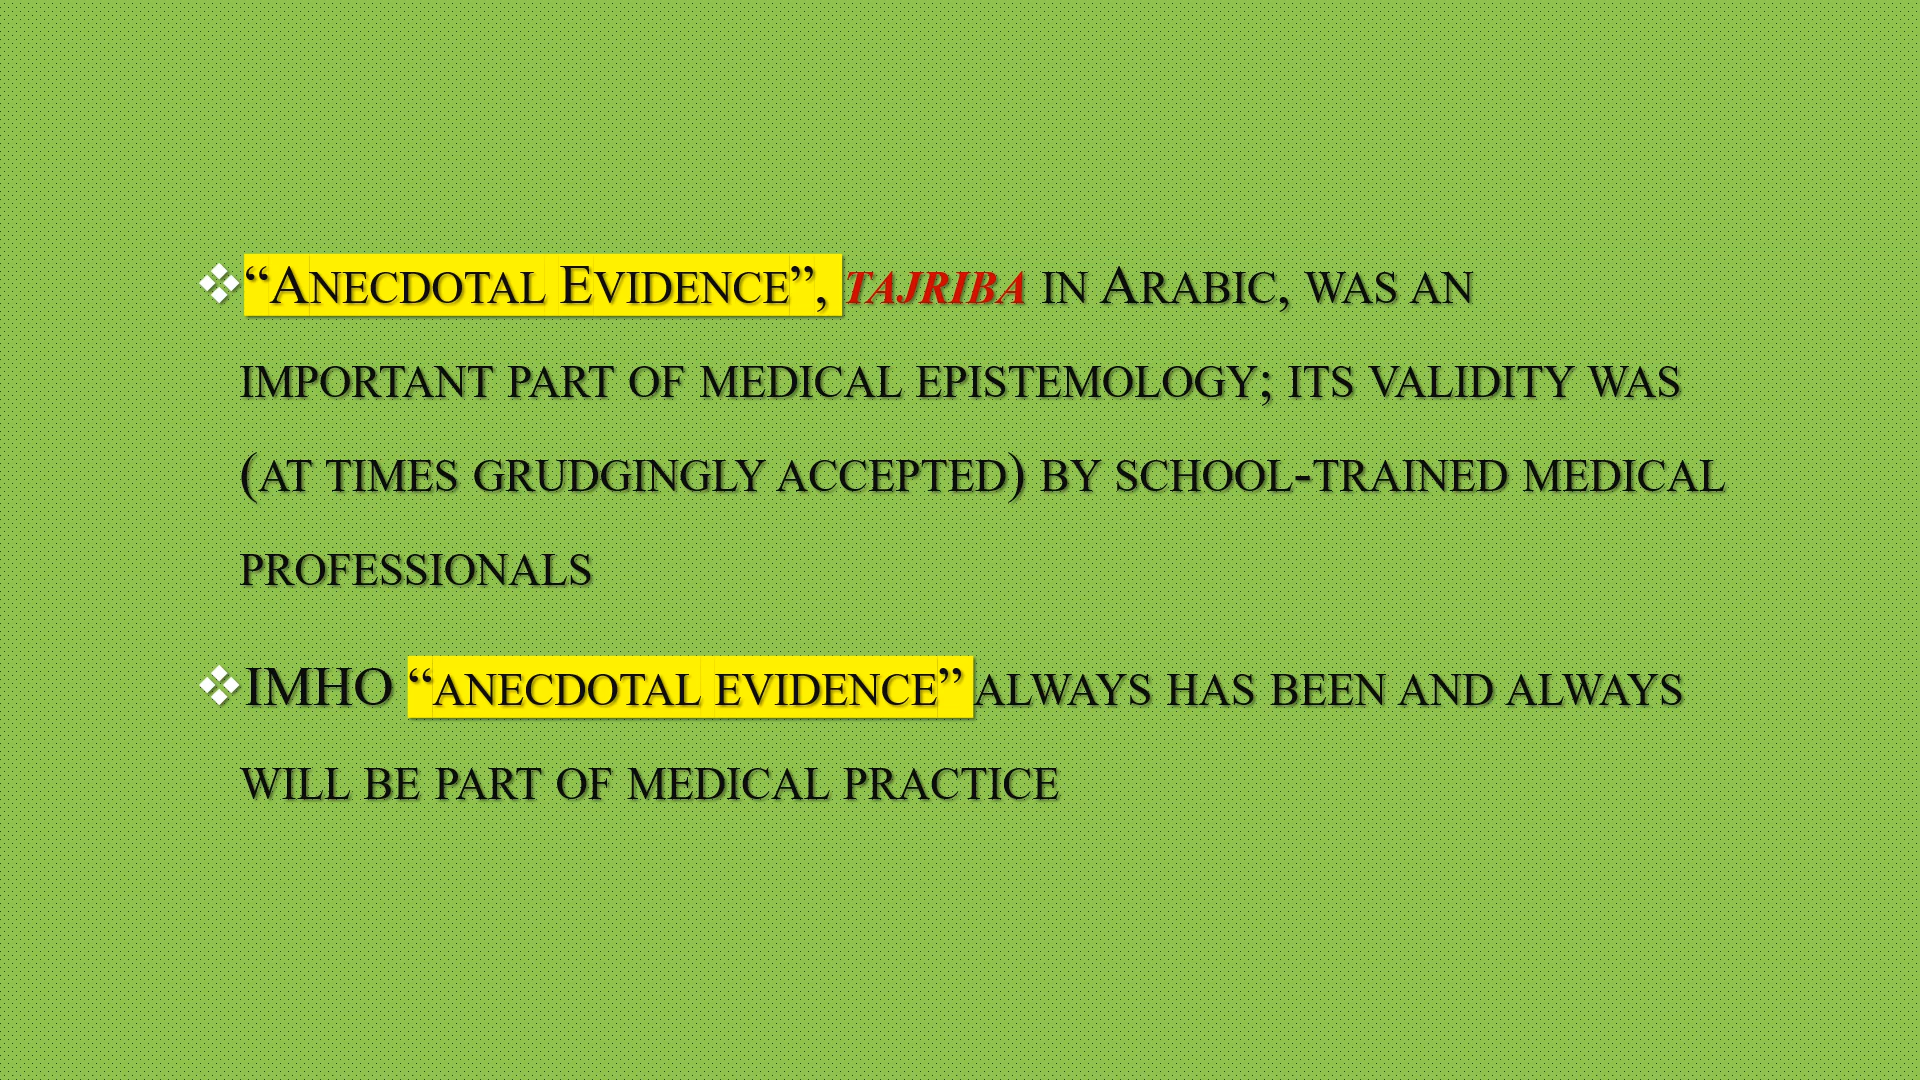 ❖“Anecdotal Evidence”, tajriba in Arabic, was an
important part of medical epistemology; its validity was
(at times grudgingly accepted) by school-trained medical
professionals
❖IMHO “anecdotal evidence” always has been and always
will be part of medical practice